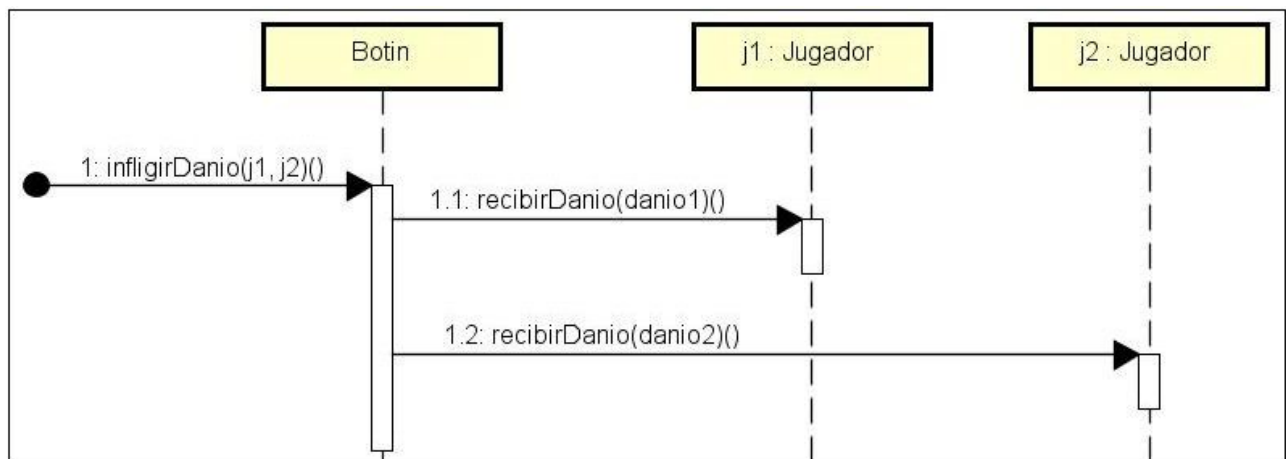 Botin
j1 : Jugador
j2 : Jugador
1: infligirDanio(j1, j2)()
1.1: recibirDanio(danio1)()
1.2: recibirDanio(danio2)()